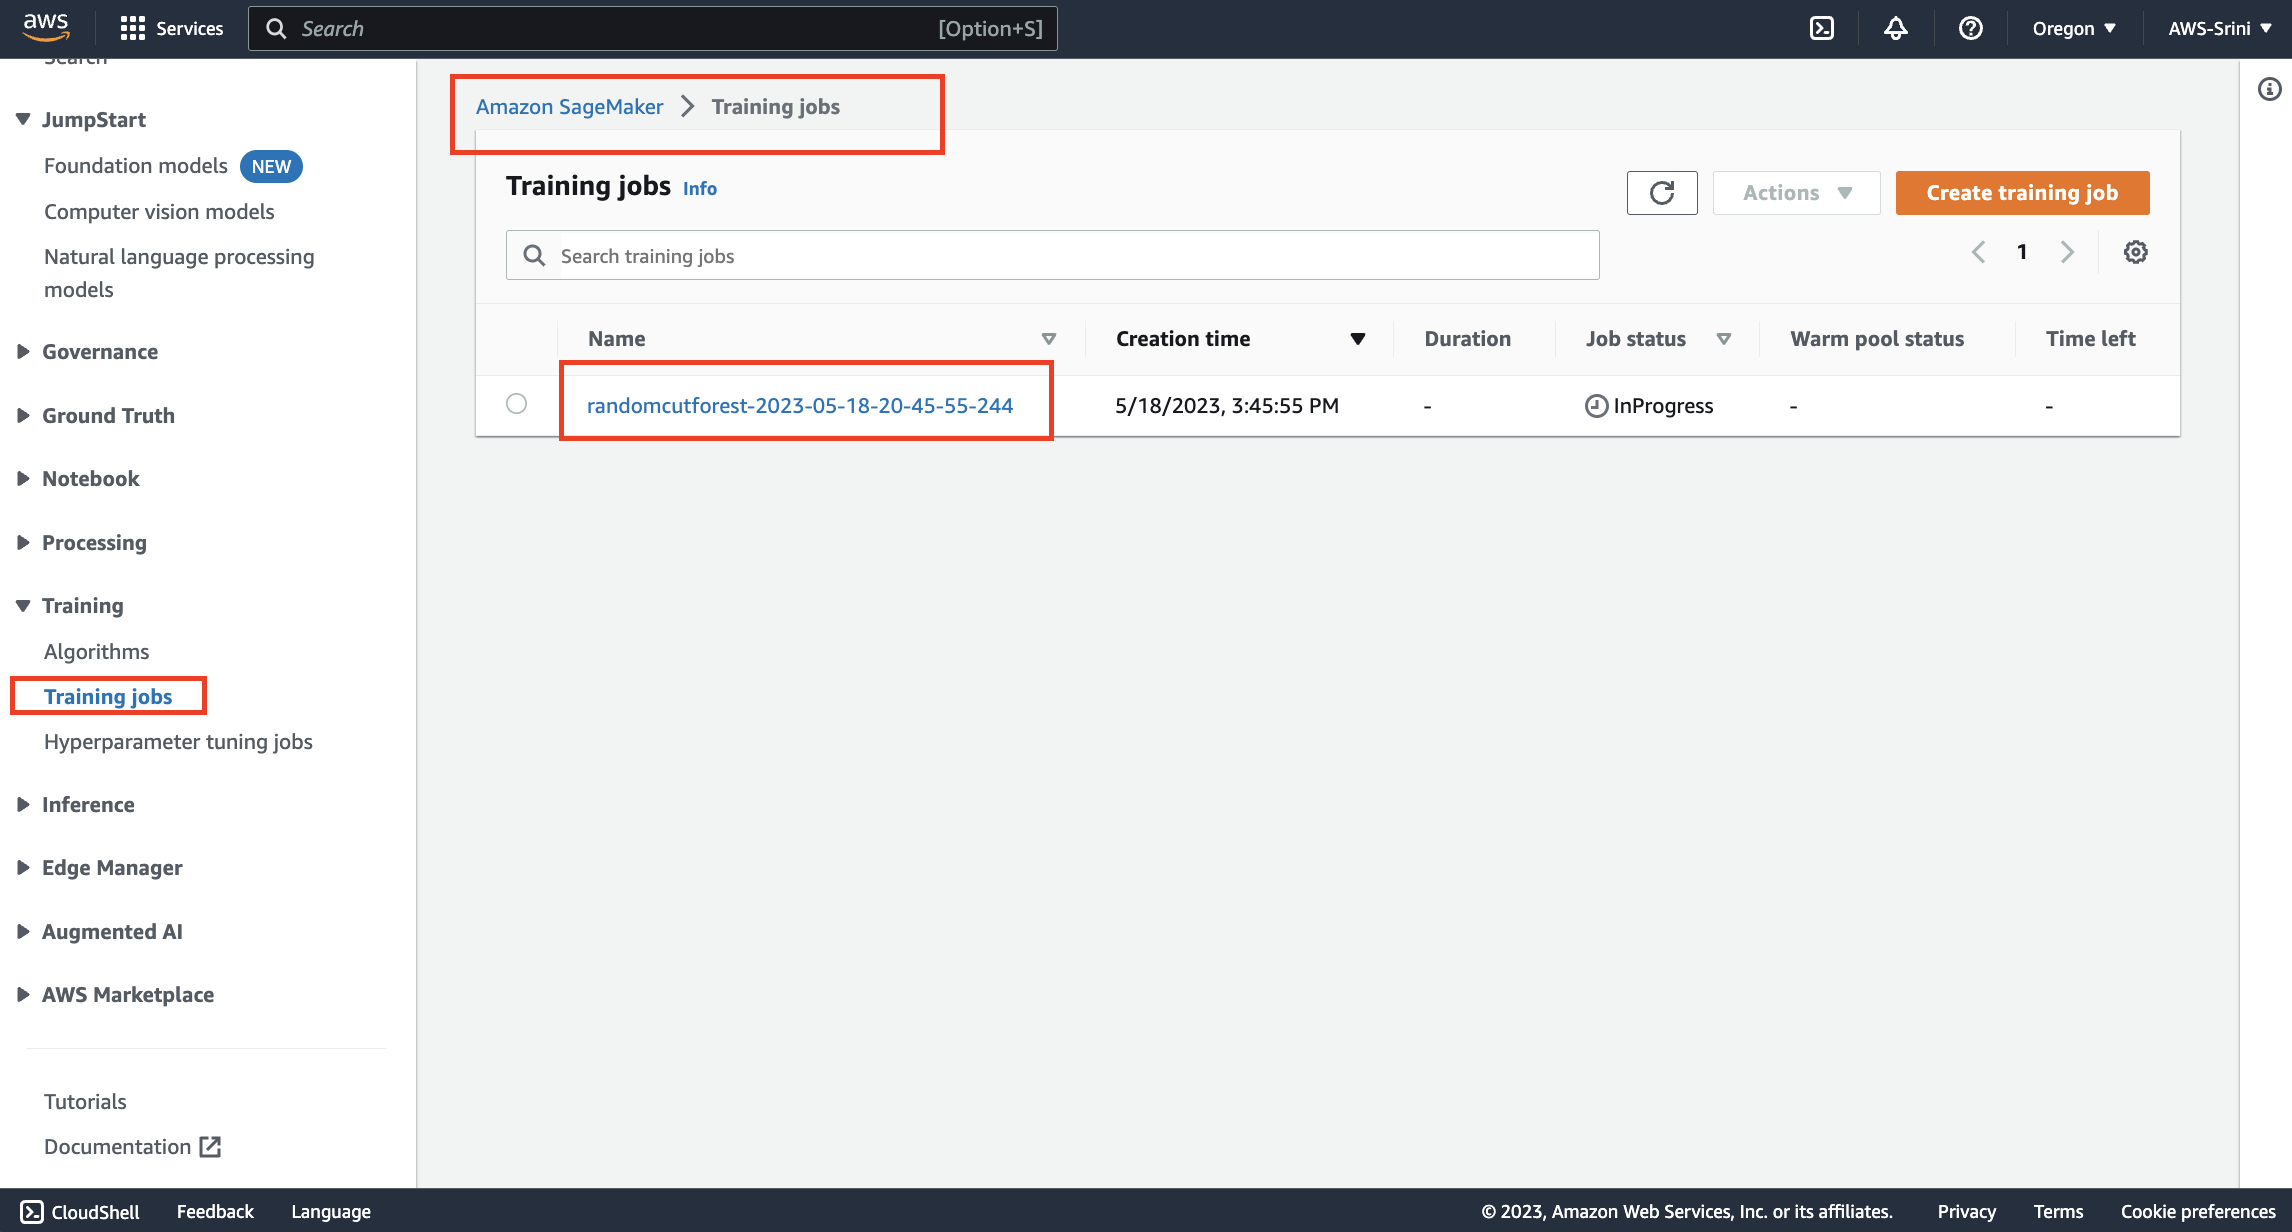 aws Services Search [Option+S] Oregon AWS-Srini
Search
JumpStart
Foundation models NEW
Computer vision models
Natural language processing
models
Governance
Ground Truth
Notebook
Processing
Training
Algorithms
Training jobs
Hyperparameter tuning jobs
Inference
Edge Manager
Augmented AI
AWS Marketplace
Tutorials
Documentation
Amazon SageMaker Training jobs
Training jobs Info
Actions Create training job
Search training jobs
1
Name Creation time Duration Job status Warm pool status Time left
randomcutforest-2023-05-18-20-45-55-244 5/18/2023, 3:45:55 PM - InProgress - -
CloudShell Feedback Language © 2023, Amazon Web Services, Inc. or its affiliates. Privacy Terms Cookie preferences